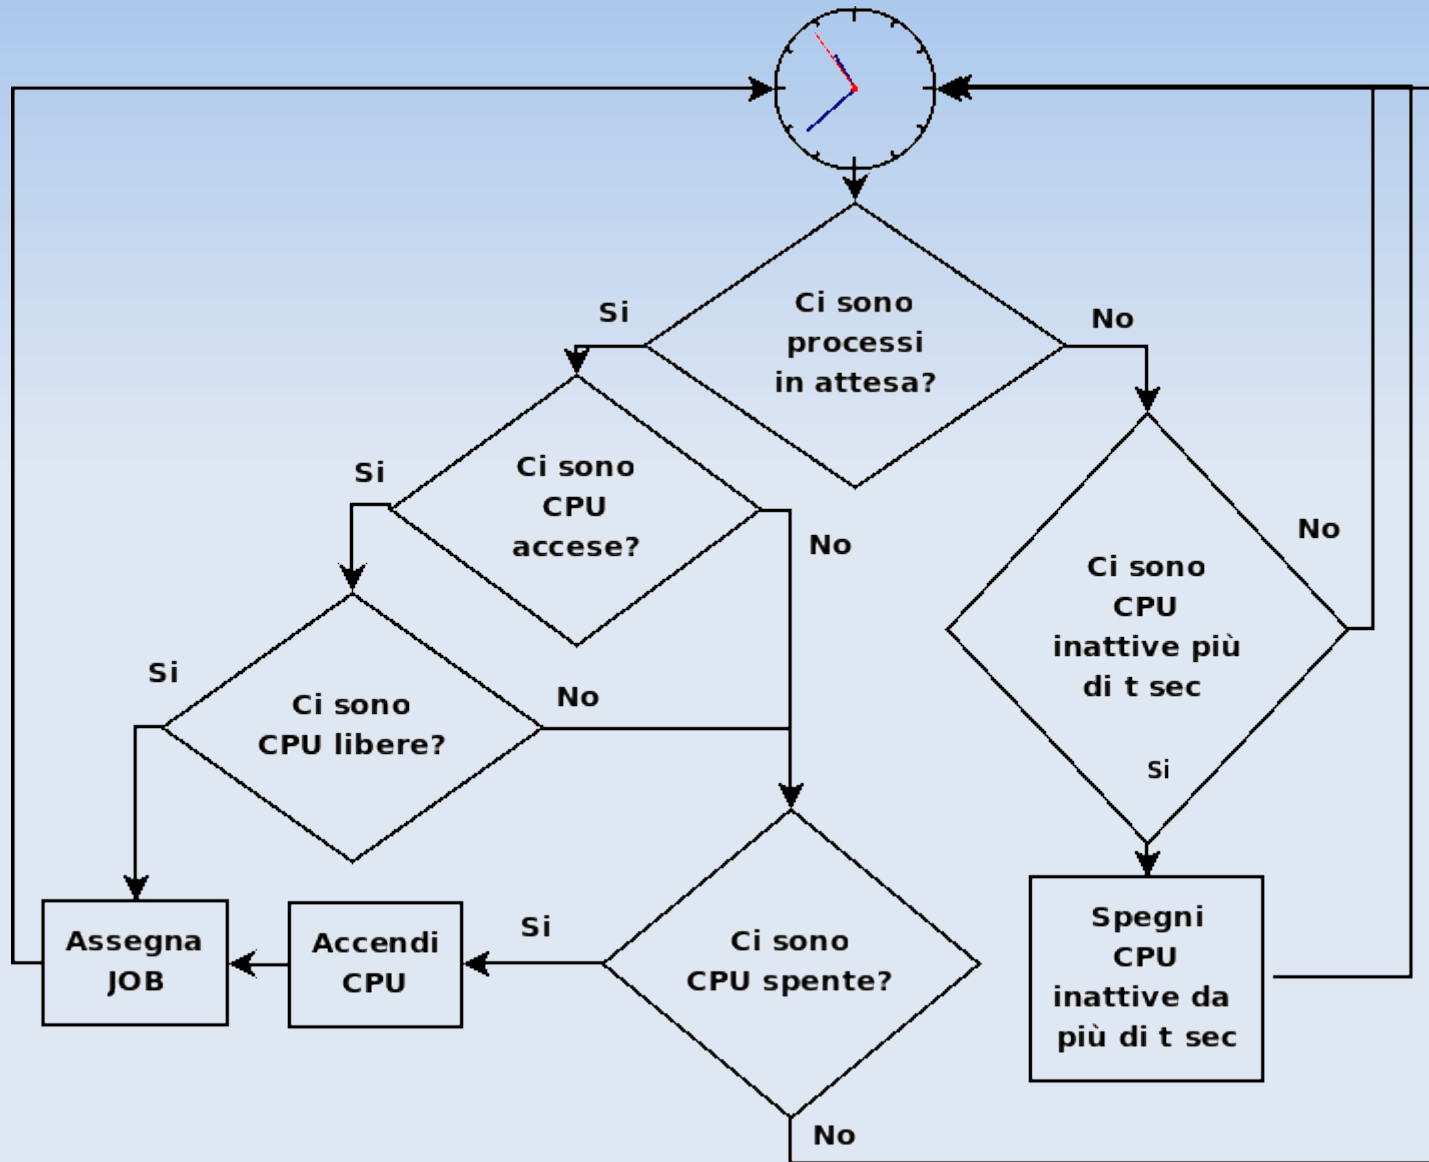 Ci sono
processi
in attesa?
Si
No
Ci sono
CPU
accese?
Si
No
Ci sono
CPU
inattive più
di t sec
No
Si
Ci sono
CPU libere?
Si
No
Ci sono
CPU spente?
Si
No
Accendi
CPU
Assegna
JOB
Spegni
CPU
inattive da
più di t sec